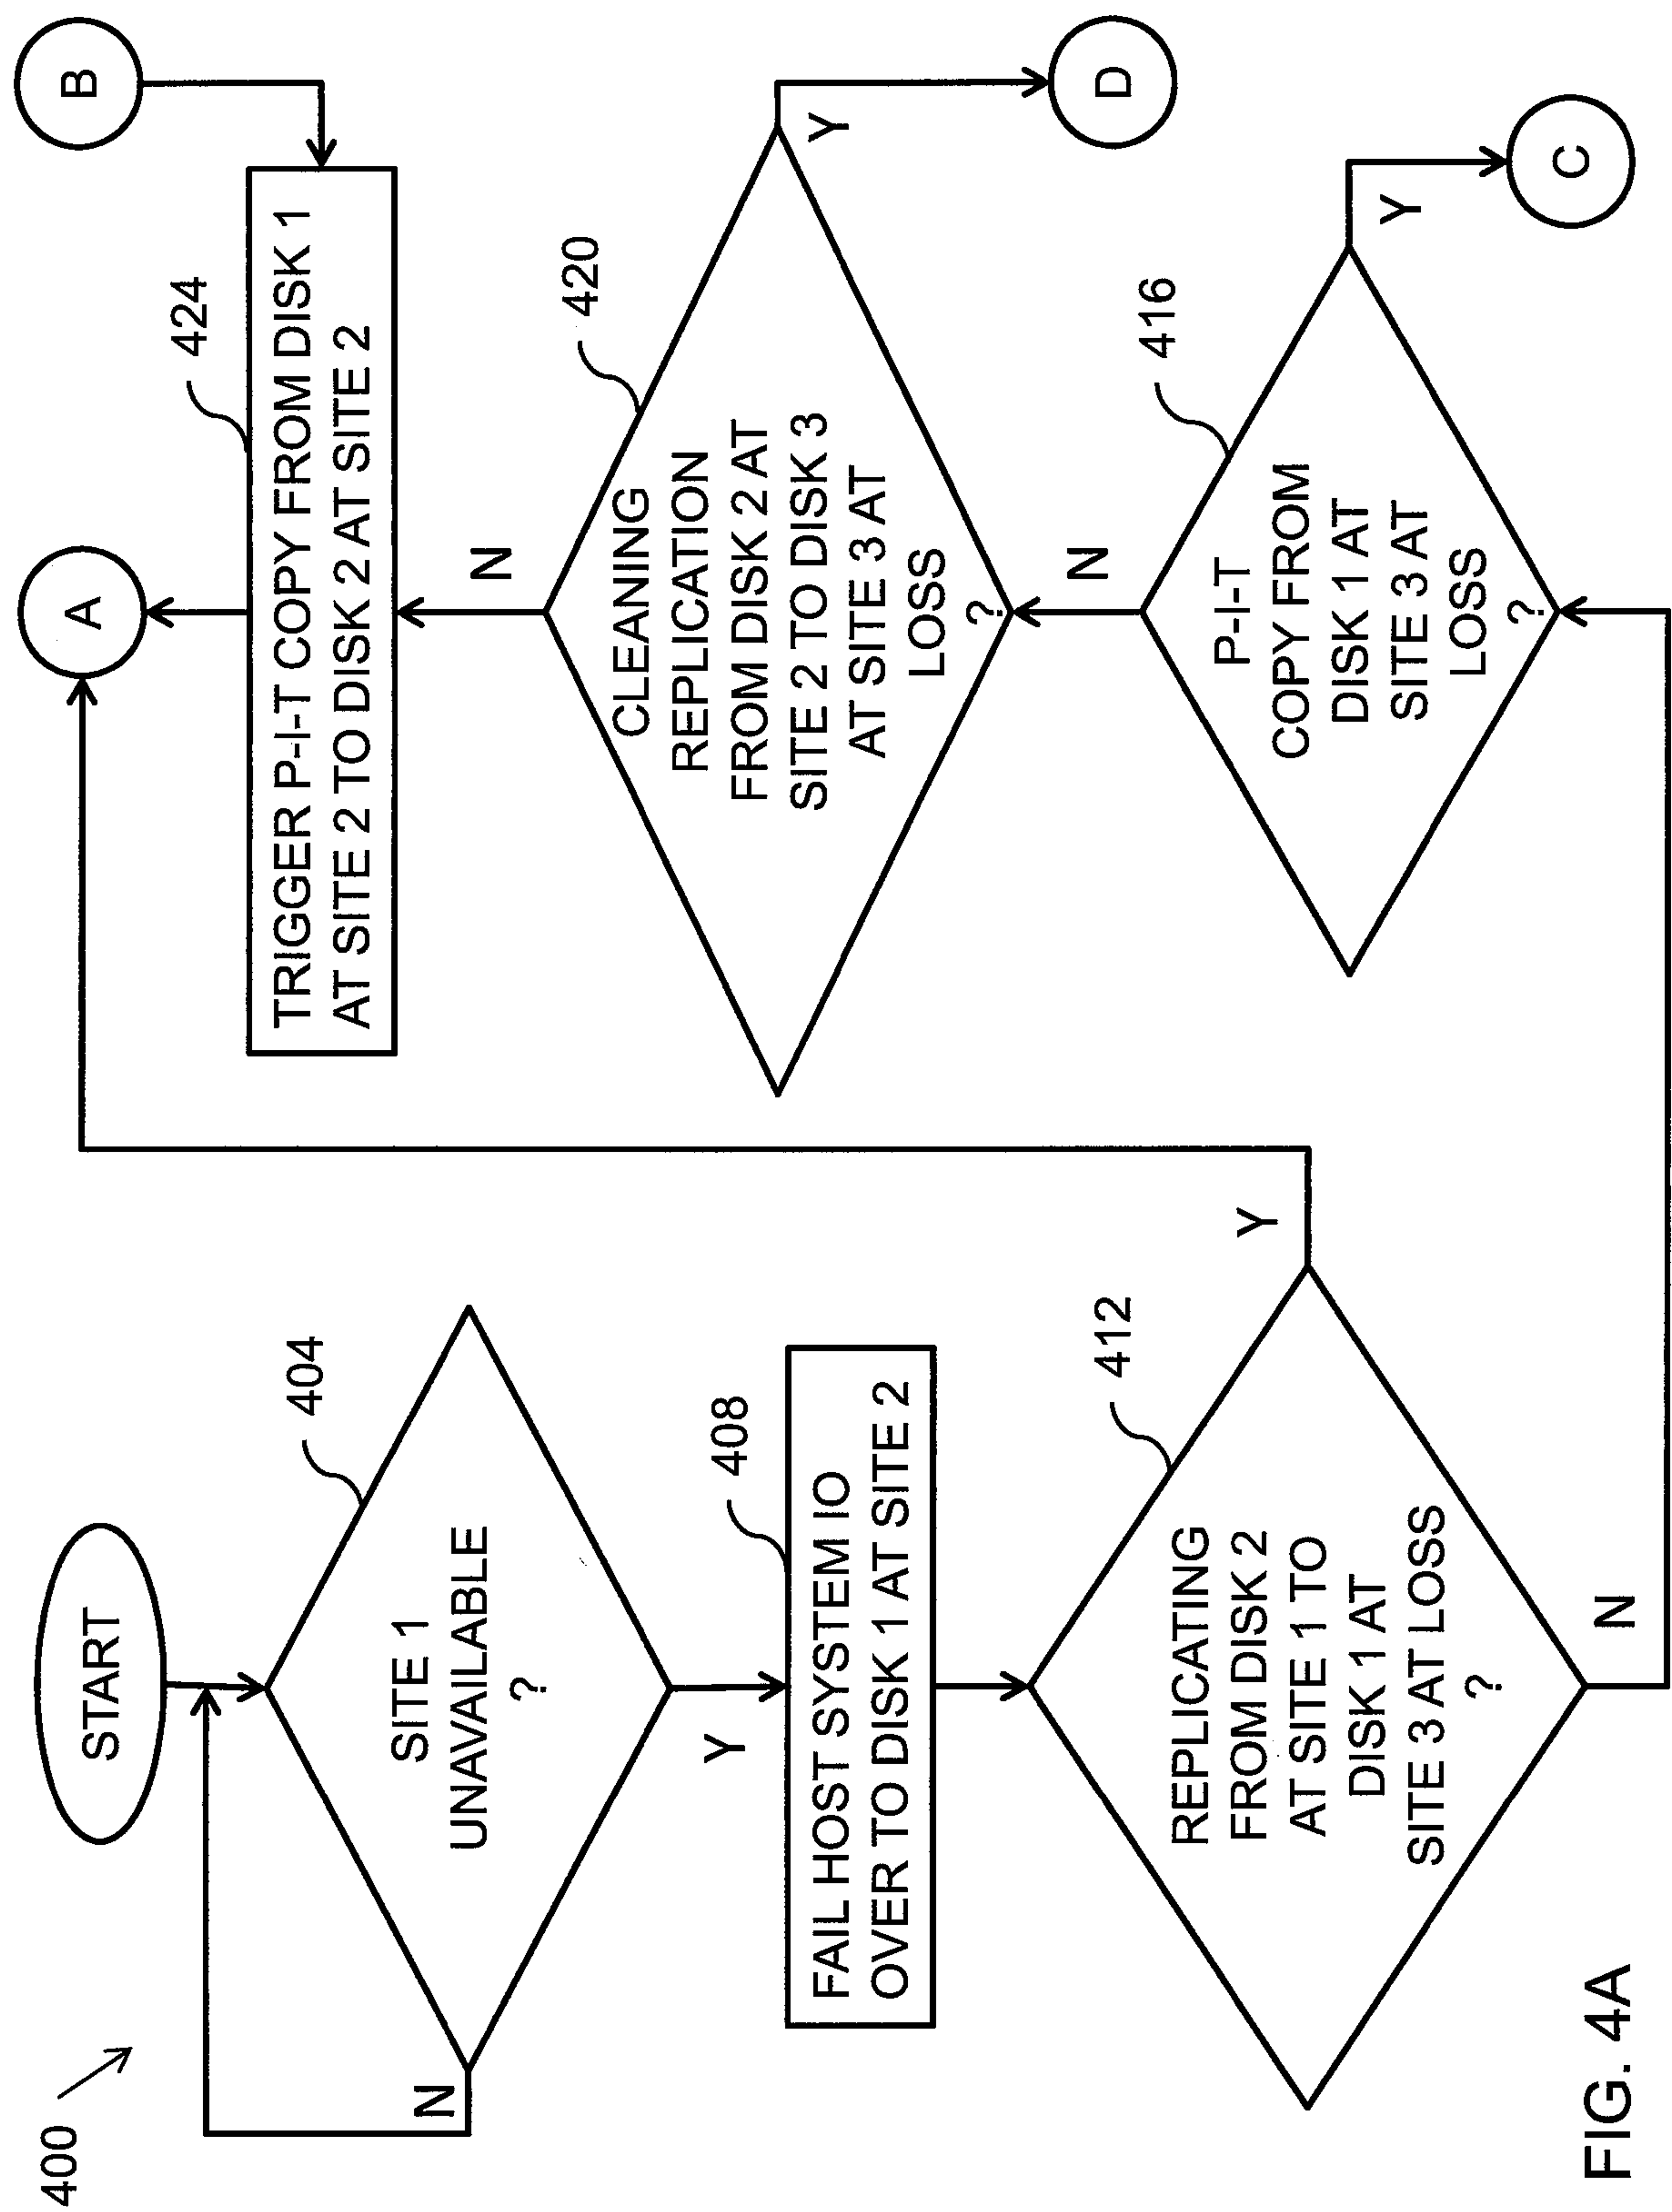 400
START
404
SITE 1
UNAVAILABLE
?
N
Y
408
FAIL HOST SYSTEM IO
OVER TO DISK 1 AT SITE 2
412
REPLICATING
FROM DISK 2
AT SITE 1 TO
DISK 1 AT
SITE 3 AT LOSS
?
Y
N
A
B
424
TRIGGER P-I-T COPY FROM DISK 1
AT SITE 2 TO DISK 2 AT SITE 2
N
420
CLEANING
REPLICATION
FROM DISK 2 AT
SITE 2 TO DISK 3
AT SITE 3 AT
LOSS
?
Y
D
N
416
P-I-T
COPY FROM
DISK 1 AT
SITE 3 AT
LOSS
?
Y
C
FIG. 4A